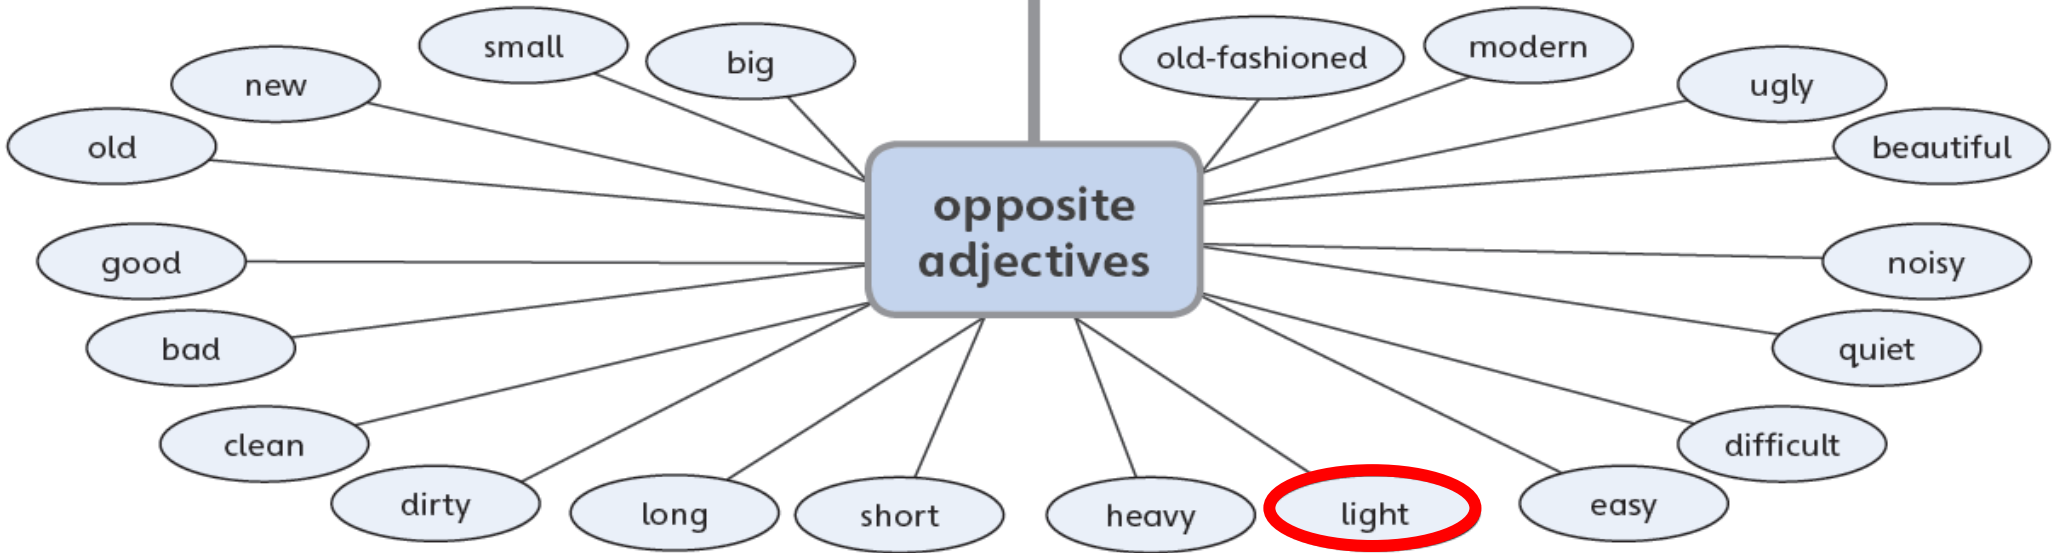 small
big
old-fashioned
modern
new
ugly
old
beautiful
opposite
adjectives
good
noisy
bad
quiet
clean
difficult
dirty
long
short
heavy
light
easy